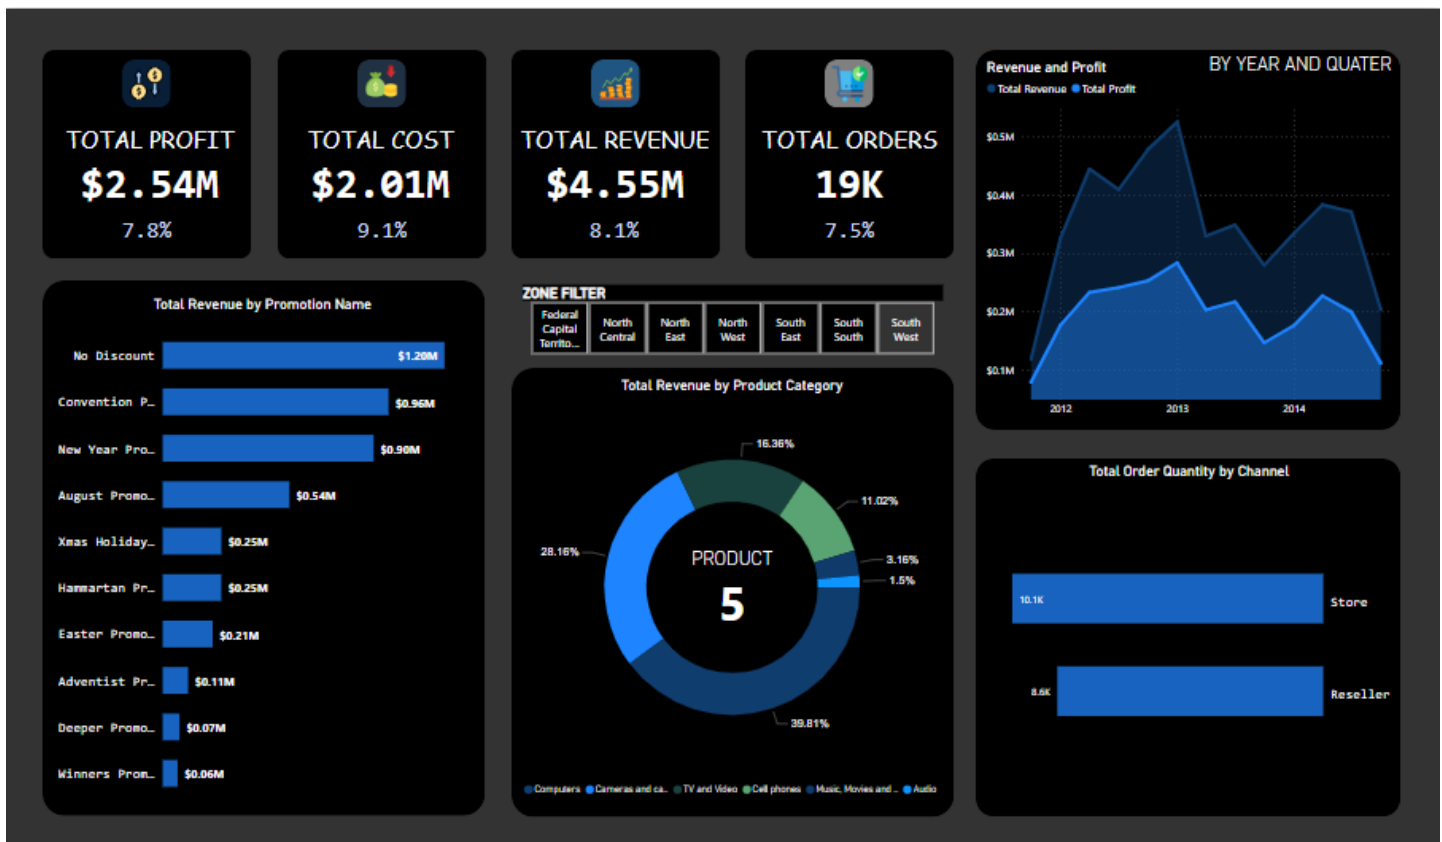 TOTAL PROFIT
$2.54M
7.8%
TOTAL COST
$2.01M
9.1%
TOTAL REVENUE
$4.55M
8.1%
TOTAL ORDERS
19K
7.5%
Revenue and Profit
BY YEAR AND QUATER
Total Revenue Total Profit
$0.5M
$0.4M
$0.3M
$0.2M
$0.1M
2012 2013 2014
Total Revenue by Promotion Name
No Discount $1.20M
Convention P… $0.96M
New Year Pro… $0.90M
August Promo… $0.54M
Xmas Holiday… $0.25M
Hammartan Pr… $0.25M
Easter Promo… $0.21M
Adventist Pr… $0.11M
Deeper Promo… $0.07M
Winners Prom… $0.06M
ZONE FILTER
Federal
Capital
Territo...
North
Central
North
East
North
West
South
East
South
South
South
West
Total Revenue by Product Category
16.36%
11.02%
28.16%
3.16%
1.5%
39.81%
PRODUCT
5
Computers Cameras and ca... TV and Video Cell phones Music, Movies and ... Audio
Total Order Quantity by Channel
10.1K Store
8.6K Reseller